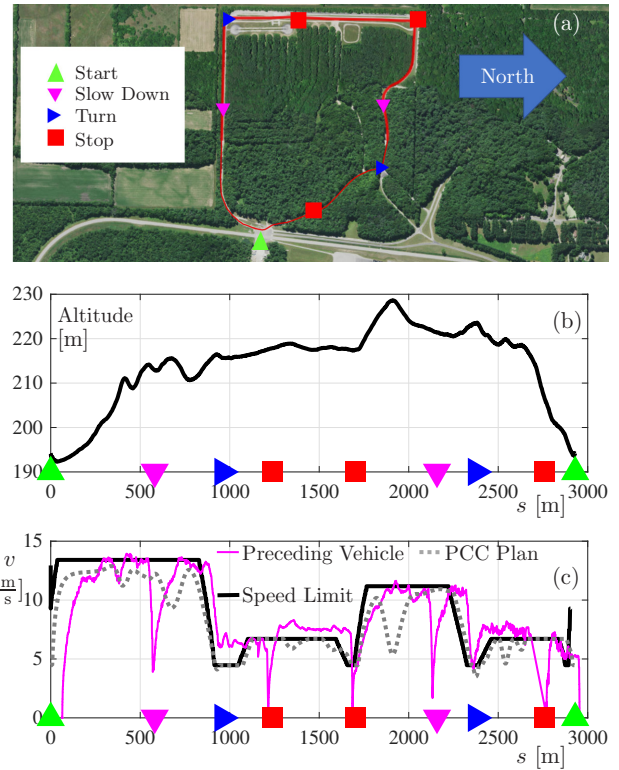 (a)
North
Start
Slow Down
Turn
Stop
230
220
210
200
190
Altitude
[m]
(b)
0 500 1000 1500 2000 2500 3000
s [m]
15
10
5
0
v
[m/s]
Preceding Vehicle PCC Plan (c)
Speed Limit
0 500 1000 1500 2000 2500 3000
s [m]